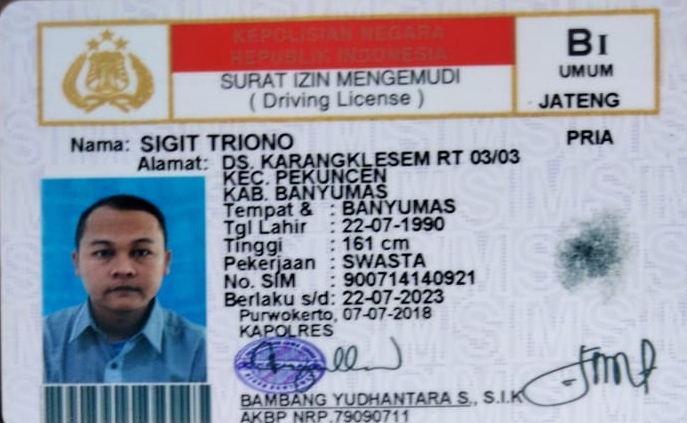 KEPOLISIAN NEGARA
REPUBLIK INDONESIA
SURAT IZIN MENGEMUDI
( Driving License )
BI
UMUM
JATENG
Nama: SIGIT TRIONO
PRIA
Alamat: DS. KARANGKLESEM RT 03/03
KEC. PEKUNCEN
KAB. BANYUMAS
Tempat & : BANYUMAS
Tgl Lahir : 22-07-1990
Tinggi : 161 cm
Pekerjaan : SWASTA
No. SIM : 900714140921
Berlaku s/d: 22-07-2023
Purwokerto, 07-07-2018
KAPOLRES
BAMBANG YUDHANTARA S., S.I.K
AKBP NRP.79090711